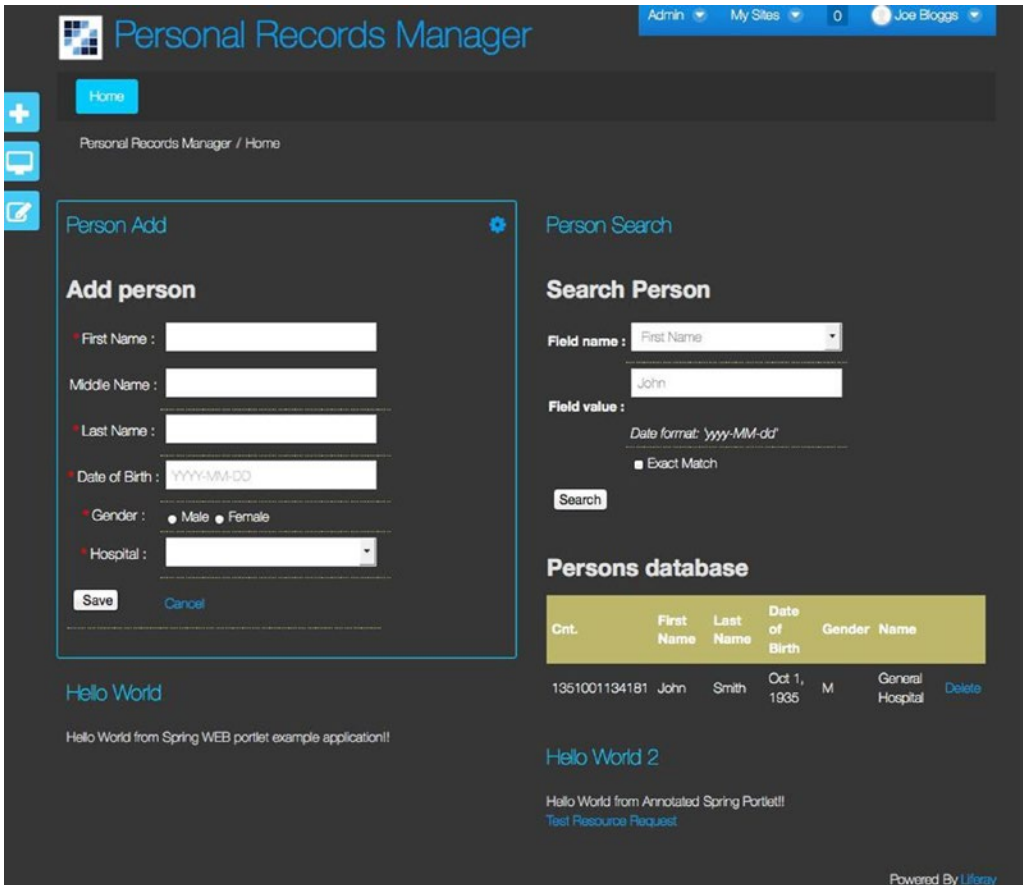 Personal Records Manager
Admin My Sites 0 Joe Bloggs
Home
Personal Records Manager / Home
Person Add
Add person
*First Name :
Middle Name :
*Last Name :
*Date of Birth : YYYY-MM-DD
*Gender : Male Female
*Hospital :
Save Cancel
Hello World
Hello World from Spring WEB portlet example application!!
Person Search
Search Person
Field name : First Name
John
Field value :
Date format: 'yyyy-MM-dd'
Exact Match
Search
Persons database
Cnt. First Name Last Name Date of Birth Gender Name
1351001134181 John Smith Oct 1, 1935 M General Hospital Delete
Hello World 2
Hello World from Annotated Spring Portlet!!
Test Resource Request
Powered By Liferay